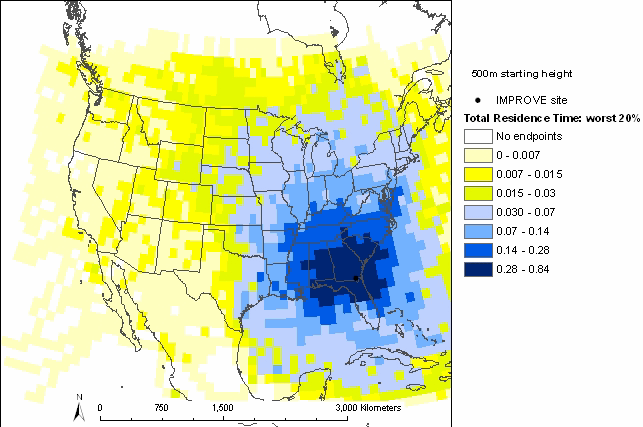 500m starting height
IMPROVE site
Total Residence Time: worst 20%
No endpoints
0 - 0.007
0.007 - 0.015
0.015 - 0.03
0.030 - 0.07
0.07 - 0.14
0.14 - 0.28
0.28 - 0.84
N
0 750 1,500 3,000 Kilometers